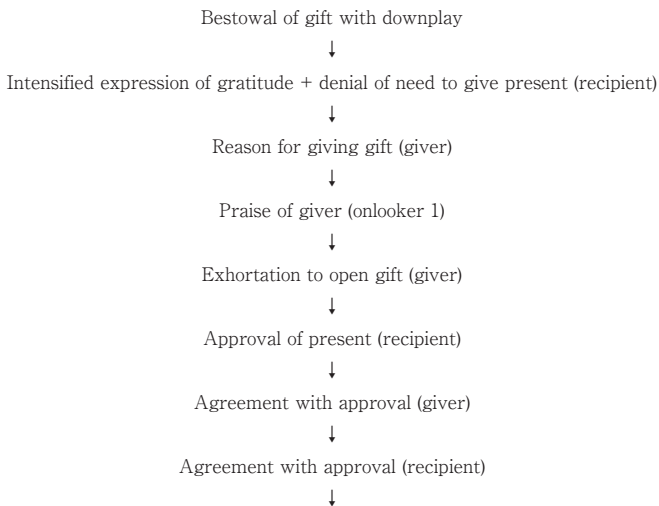 Bestowal of gift with downplay
↓
Intensified expression of gratitude + denial of need to give present (recipient)
↓
Reason for giving gift (giver)
↓
Praise of giver (onlooker 1)
↓
Exhortation to open gift (giver)
↓
Approval of present (recipient)
↓
Agreement with approval (giver)
↓
Agreement with approval (recipient)
↓